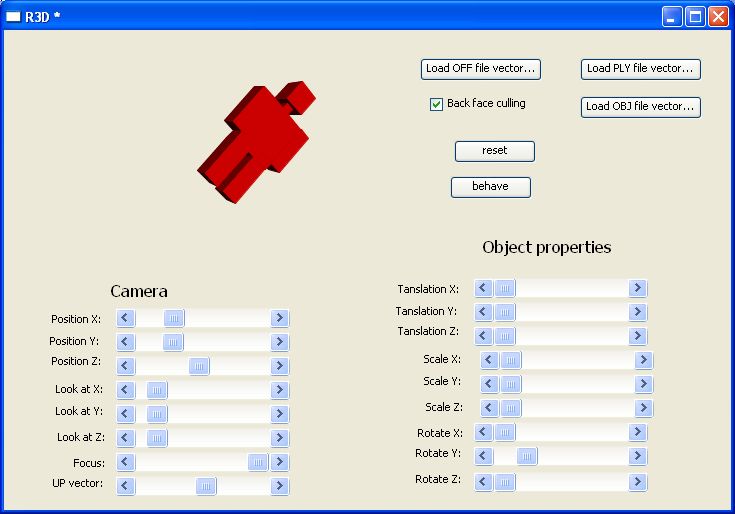 R3D *
Load OFF file vector... Load PLY file vector...
Back face culling Load OBJ file vector...
reset
behave
Object properties
Camera
Tanslation X:
Position X:
Tanslation Y:
Position Y:
Tanslation Z:
Position Z:
Scale X:
Look at X:
Scale Y:
Look at Y:
Scale Z:
Look at Z:
Rotate X:
Focus:
Rotate Y:
UP vector:
Rotate Z: